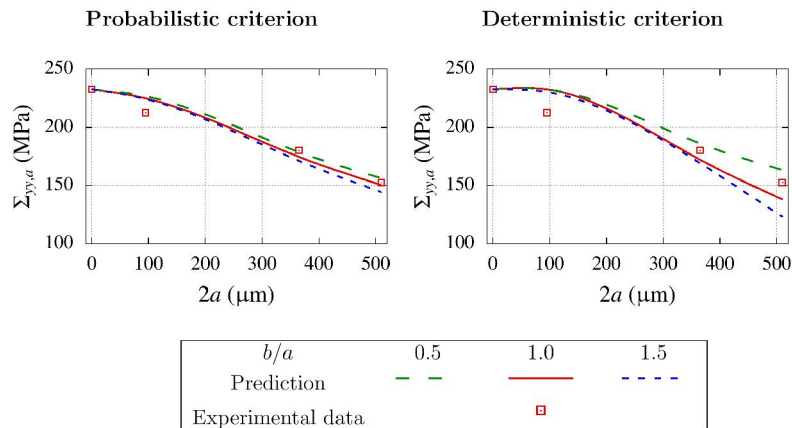 Probabilistic criterion Deterministic criterion
250 250
200 200
150 150
100 100
Σyy,a (MPa) Σyy,a (MPa)
0 100 200 300 400 500 0 100 200 300 400 500
2a (μm) 2a (μm)
b/a 0.5 1.0 1.5
Prediction
Experimental data